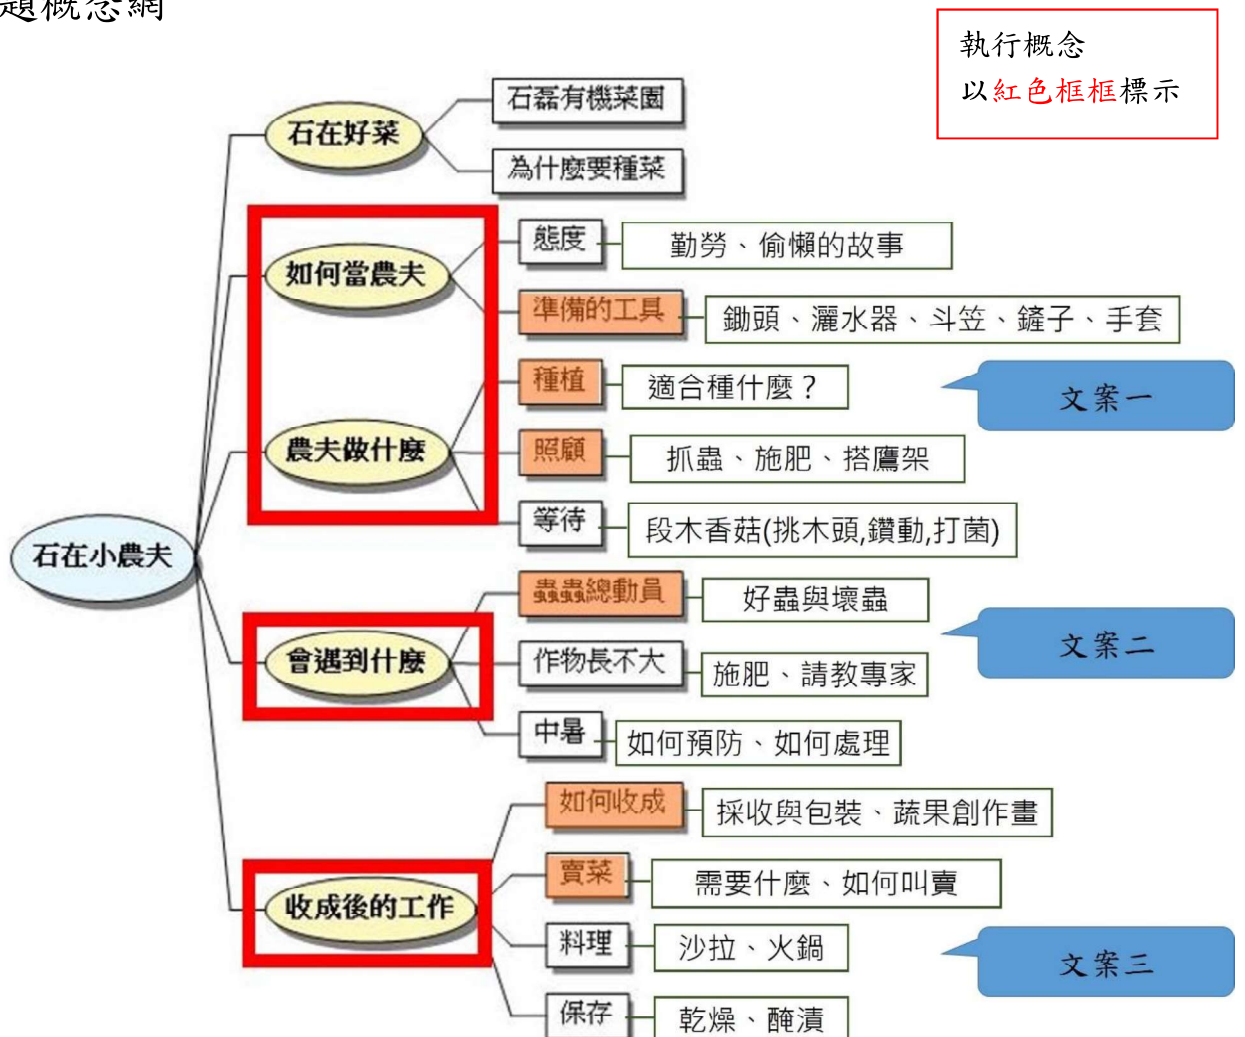 題概念網
執行概念
以紅色框框標示
石在小農夫
石在好菜
石磊有機菜園
為什麼要種菜
如何當農夫
態度
勤勞、偷懶的故事
準備的工具
鋤頭、灑水器、斗笠、鏟子、手套
農夫做什麼
種植
適合種什麼？
照顧
抓蟲、施肥、搭鷹架
等待
段木香菇(挑木頭,鑽動,打菌)
文案一
會遇到什麼
蟲蟲總動員
好蟲與壞蟲
作物長不大
施肥、請教專家
中暑
如何預防、如何處理
文案二
收成後的工作
如何收成
採收與包裝、蔬果創作畫
賣菜
需要什麼、如何叫賣
料理
沙拉、火鍋
保存
乾燥、醃漬
文案三